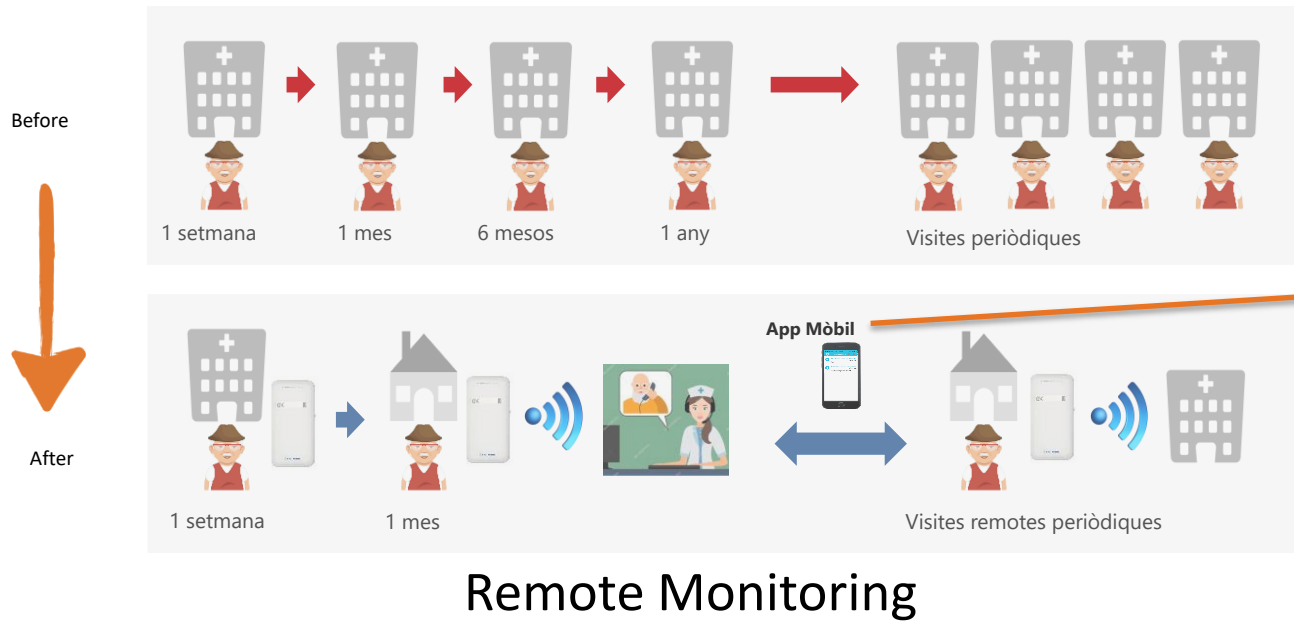 Before
1 setmana
1 mes
6 mesos
1 any
Visites periòdiques
App Mòbil
After
1 setmana
1 mes
Visites remotes periòdiques
Remote Monitoring